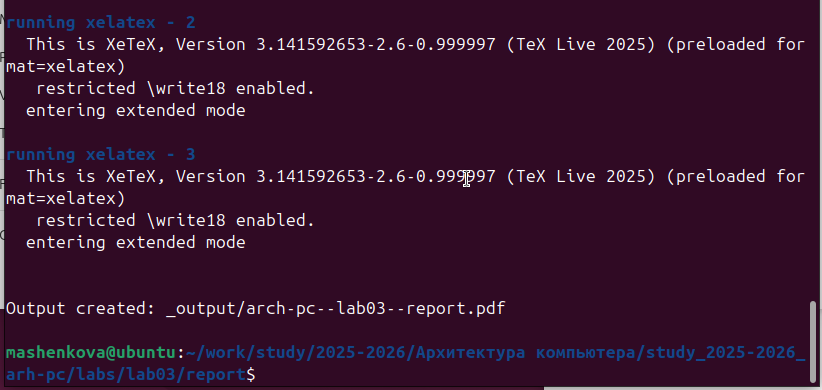 running xelatex - 2
This is XeTeX, Version 3.141592653-2.6-0.999997 (TeX Live 2025) (preloaded for
mat=xelatex)
restricted \write18 enabled.
entering extended mode
running xelatex - 3
This is XeTeX, Version 3.141592653-2.6-0.999997 (TeX Live 2025) (preloaded for
mat=xelatex)
restricted \write18 enabled.
entering extended mode
Output created: _output/arch-pc--lab03--report.pdf
mashenkova@ubuntu:~/work/study/2025-2026/Архитектура компьютера/study_2025-2026_
arh-pc/labs/lab03/report$